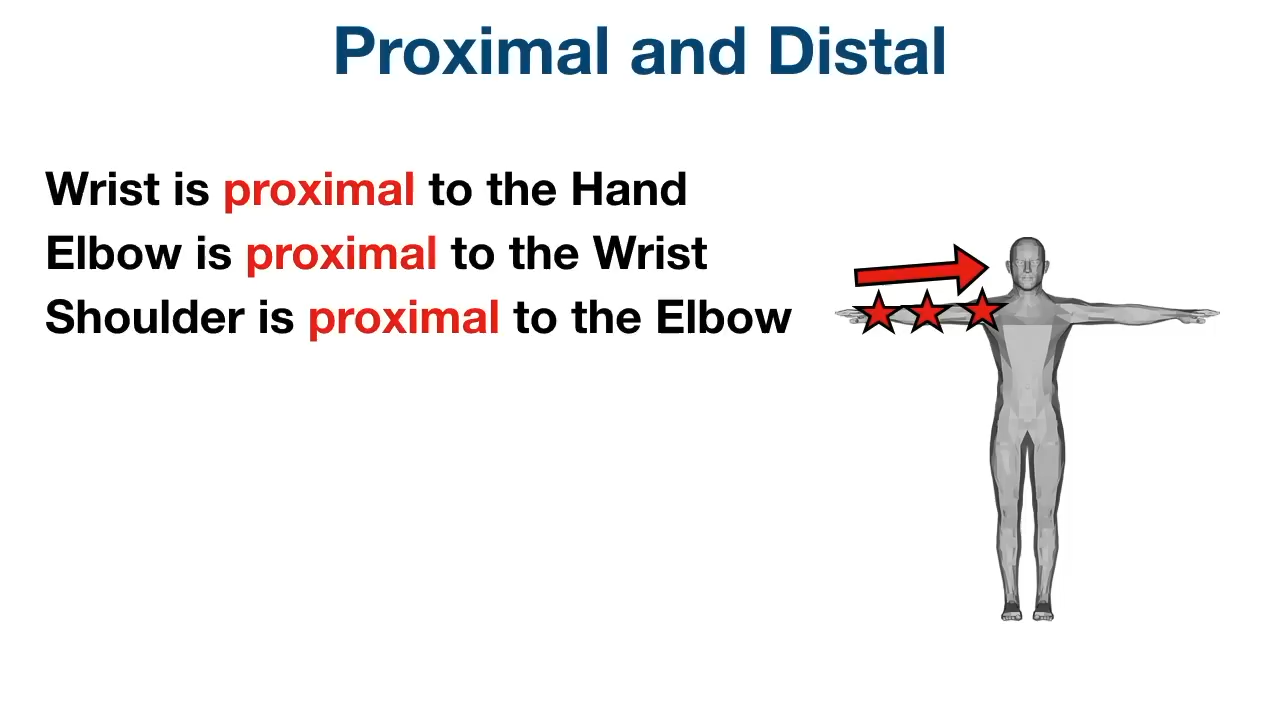 Proximal and Distal
Wrist is proximal to the Hand
Elbow is proximal to the Wrist
Shoulder is proximal to the Elbow